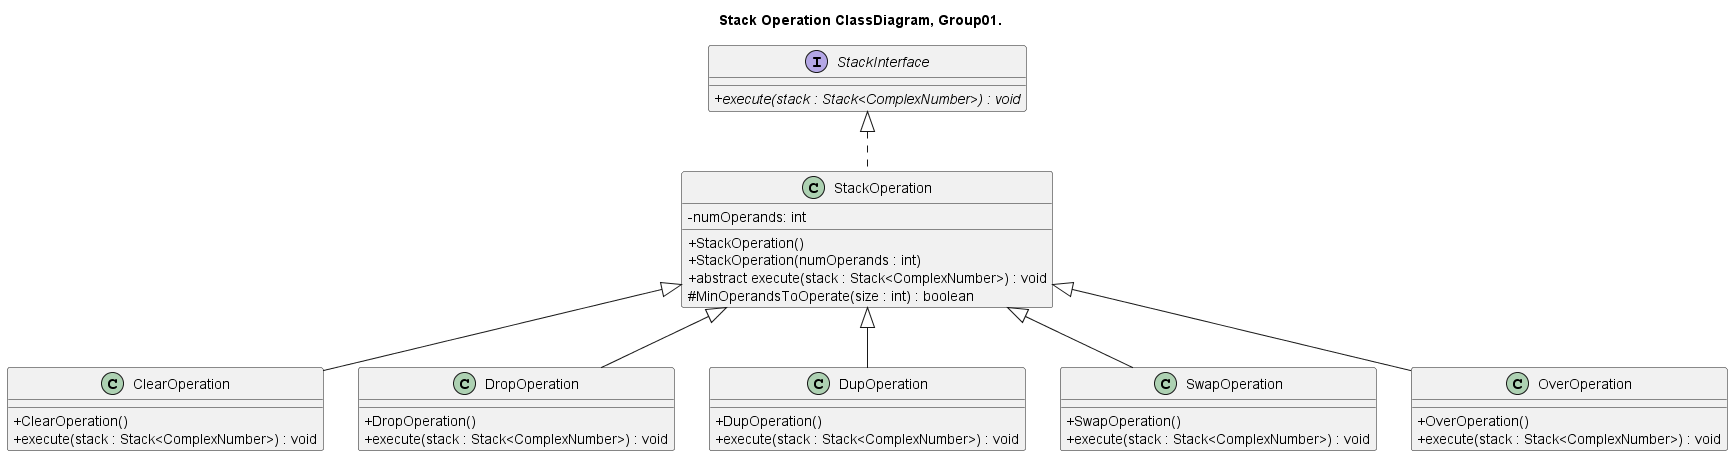 Stack Operation ClassDiagram, Group01.
I StackInterface
+execute(stack : Stack<ComplexNumber>) : void
C StackOperation
-numOperands: int
+StackOperation()
+StackOperation(numOperands : int)
+abstract execute(stack : Stack<ComplexNumber>) : void
#MinOperandsToOperate(size : int) : boolean
C ClearOperation
+ClearOperation()
+execute(stack : Stack<ComplexNumber>) : void
C DropOperation
+DropOperation()
+execute(stack : Stack<ComplexNumber>) : void
C DupOperation
+DupOperation()
+execute(stack : Stack<ComplexNumber>) : void
C SwapOperation
+SwapOperation()
+execute(stack : Stack<ComplexNumber>) : void
C OverOperation
+OverOperation()
+execute(stack : Stack<ComplexNumber>) : void